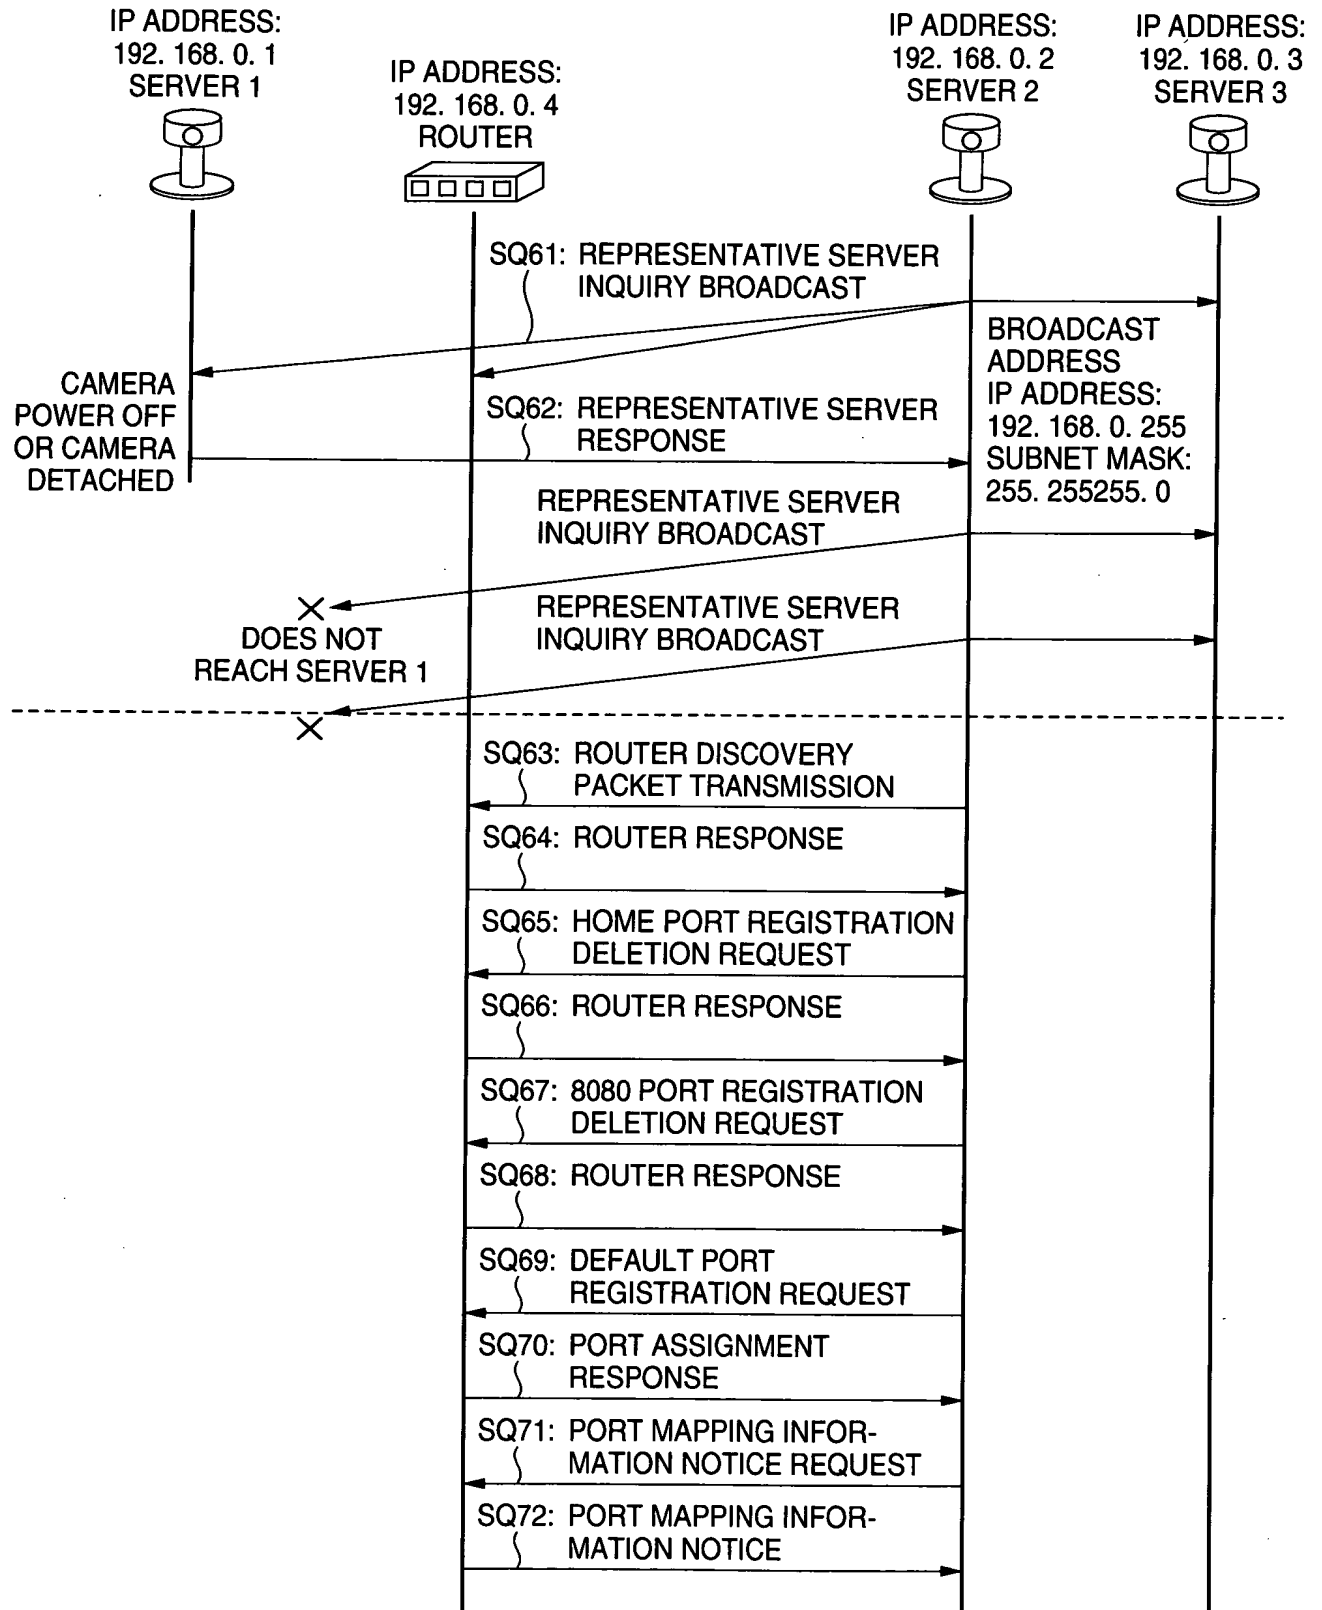 IP ADDRESS:
192. 168. 0. 1
SERVER 1
IP ADDRESS:
192. 168. 0. 4
ROUTER
IP ADDRESS:
192. 168. 0. 2
SERVER 2
IP ADDRESS:
192. 168. 0. 3
SERVER 3
SQ61: REPRESENTATIVE SERVER
INQUIRY BROADCAST
BROADCAST
ADDRESS
IP ADDRESS:
192. 168. 0. 255
SUBNET MASK:
255. 255255. 0
CAMERA
POWER OFF
OR CAMERA
DETACHED
SQ62: REPRESENTATIVE SERVER
RESPONSE
REPRESENTATIVE SERVER
INQUIRY BROADCAST
REPRESENTATIVE SERVER
INQUIRY BROADCAST
DOES NOT
REACH SERVER 1
SQ63: ROUTER DISCOVERY
PACKET TRANSMISSION
SQ64: ROUTER RESPONSE
SQ65: HOME PORT REGISTRATION
DELETION REQUEST
SQ66: ROUTER RESPONSE
SQ67: 8080 PORT REGISTRATION
DELETION REQUEST
SQ68: ROUTER RESPONSE
SQ69: DEFAULT PORT
REGISTRATION REQUEST
SQ70: PORT ASSIGNMENT
RESPONSE
SQ71: PORT MAPPING INFOR-
MATION NOTICE REQUEST
SQ72: PORT MAPPING INFOR-
MATION NOTICE